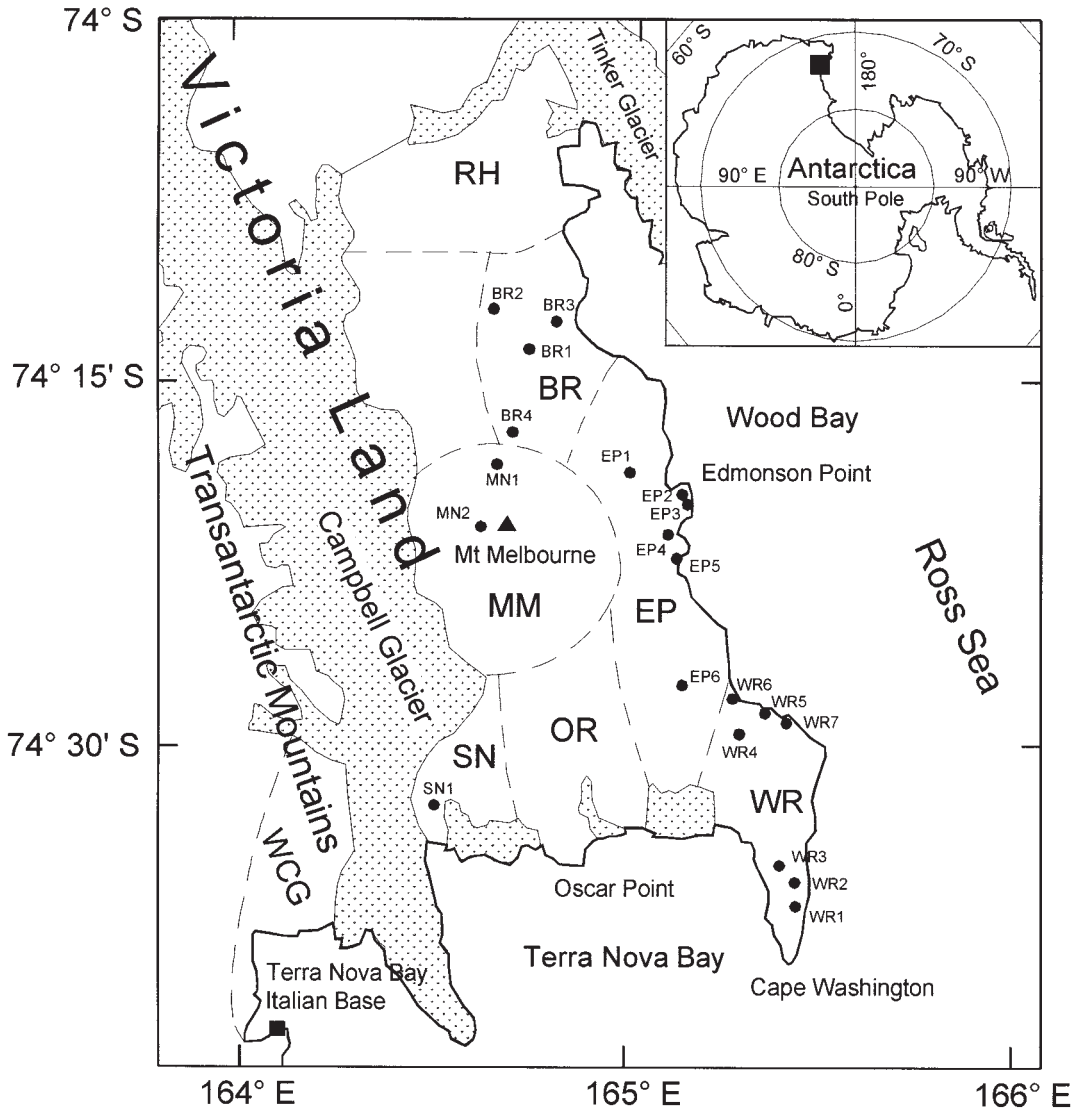 74° S
Victoria Land
Tinker Glacier
60° S
70° S
180°
90° E
Antarctica
90° W
South Pole
80° S
0°
RH
BR2
BR3
BR1
BR
74° 15' S
BR4
Wood Bay
EP1
Edmonson Point
MN1
EP2
EP3
MN2
EP4
Mt Melbourne
EP5
MM
EP
Transantarctic Mountains
Campbell Glacier
Ross Sea
EP6
WR6
WR5
WR7
74° 30' S
OR
WR4
SN
SN1
WR
WCG
WR3
WR2
WR1
Oscar Point
Terra Nova Bay
Cape Washington
Terra Nova Bay
Italian Base
164° E
165° E
166° E